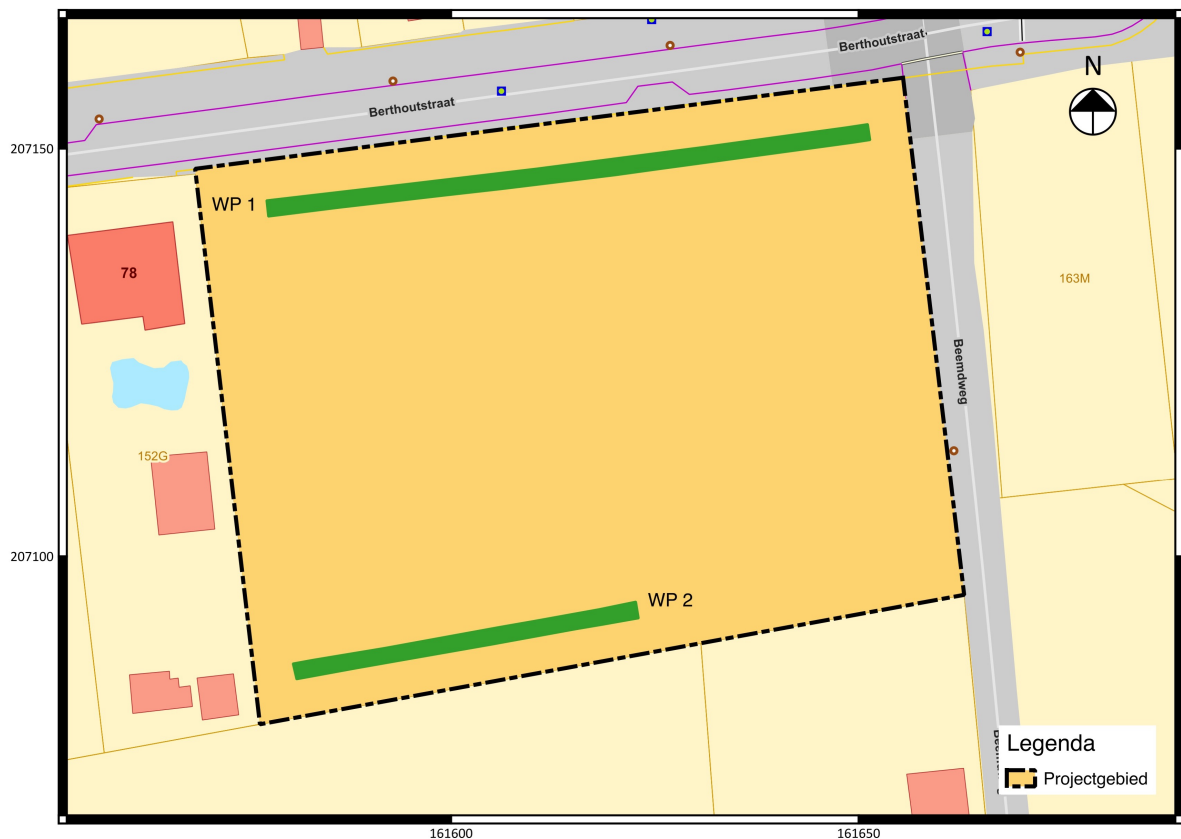 Berthoutstraat
N
Berthoutstraat
207150
WP 1
78
163M
Beemdweg
152G
207100
WP 2
Legenda
Projectgebied
161600
161650